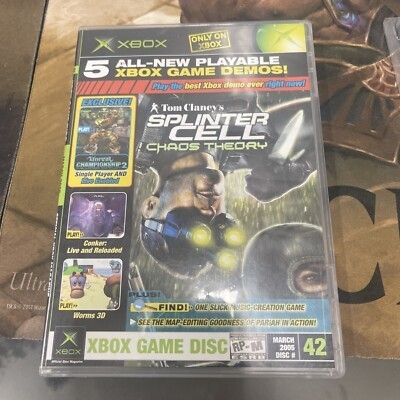 XBOX
ONLY ON
XBOX
5 ALL-NEW PLAYABLE
XBOX GAME DEMOS!
Play the best Xbox demo ever right now!
EXCLUSIVE!
PLAY!
Unreal
CHAMPIONSHIP 2
Single Player AND
Live Enabled
Tom Clancy's
SPLINTER
CELL
CHAOS THEORY
PLAY!
Conker:
Live and Reloaded
PLAY!
Worms 3D
PLUS!
FIND! ONE SLICK MUSIC-CREATION GAME
SEE THE MAP-EDITING GOODNESS OF PARIAH IN ACTION!
XBOX
XBOX GAME DISC
RP-M
ESRB
MARCH
2005
DISC #
42
Ultra